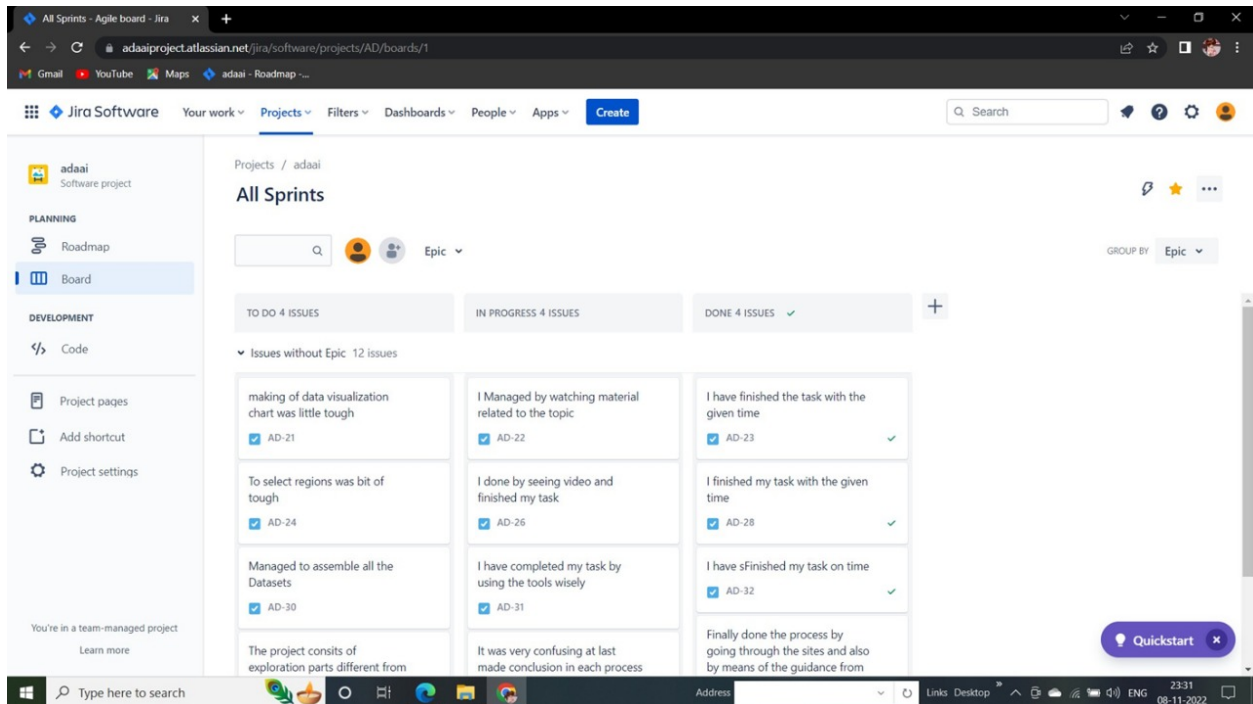 All Sprints - Agile board - Jira
adaaiproject.atlassian.net/jira/software/projects/AD/boards/1
Gmail YouTube Maps adaai - Roadmap -...
Jira Software Your work Projects Filters Dashboards People Apps Create Search
adaai
Software project
PLANNING
Roadmap
Board
DEVELOPMENT
Code
Project pages
Add shortcut
Project settings
You're in a team-managed project
Learn more
Projects / adaai
All Sprints
Epic
GROUP BY Epic
TO DO 4 ISSUES
IN PROGRESS 4 ISSUES
DONE 4 ISSUES
Issues without Epic 12 issues
making of data visualization
chart was little tough
AD-21
To select regions was bit of
tough
AD-24
Managed to assemble all the
Datasets
AD-30
The project consits of
exploration parts different from
I Managed by watching material
related to the topic
AD-22
I done by seeing video and
finished my task
AD-26
I have completed my task by
using the tools wisely
AD-31
It was very confusing at last
made conclusion in each process
I have finished the task with the
given time
AD-23
I finished my task with the given
time
AD-28
I have sFinished my task on time
AD-32
Finally done the process by
going through the sites and also
by means of the guidance from
Quickstart
Type here to search
Address
Links Desktop
ENG
23:31
08-11-2022